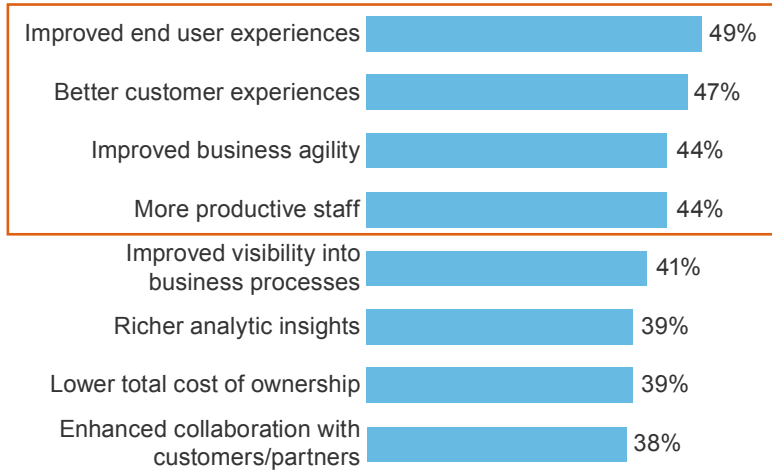 Improved end user experiences 49%
Better customer experiences 47%
Improved business agility 44%
More productive staff 44%
Improved visibility into
business processes 41%
Richer analytic insights 39%
Lower total cost of ownership 39%
Enhanced collaboration with
customers/partners 38%